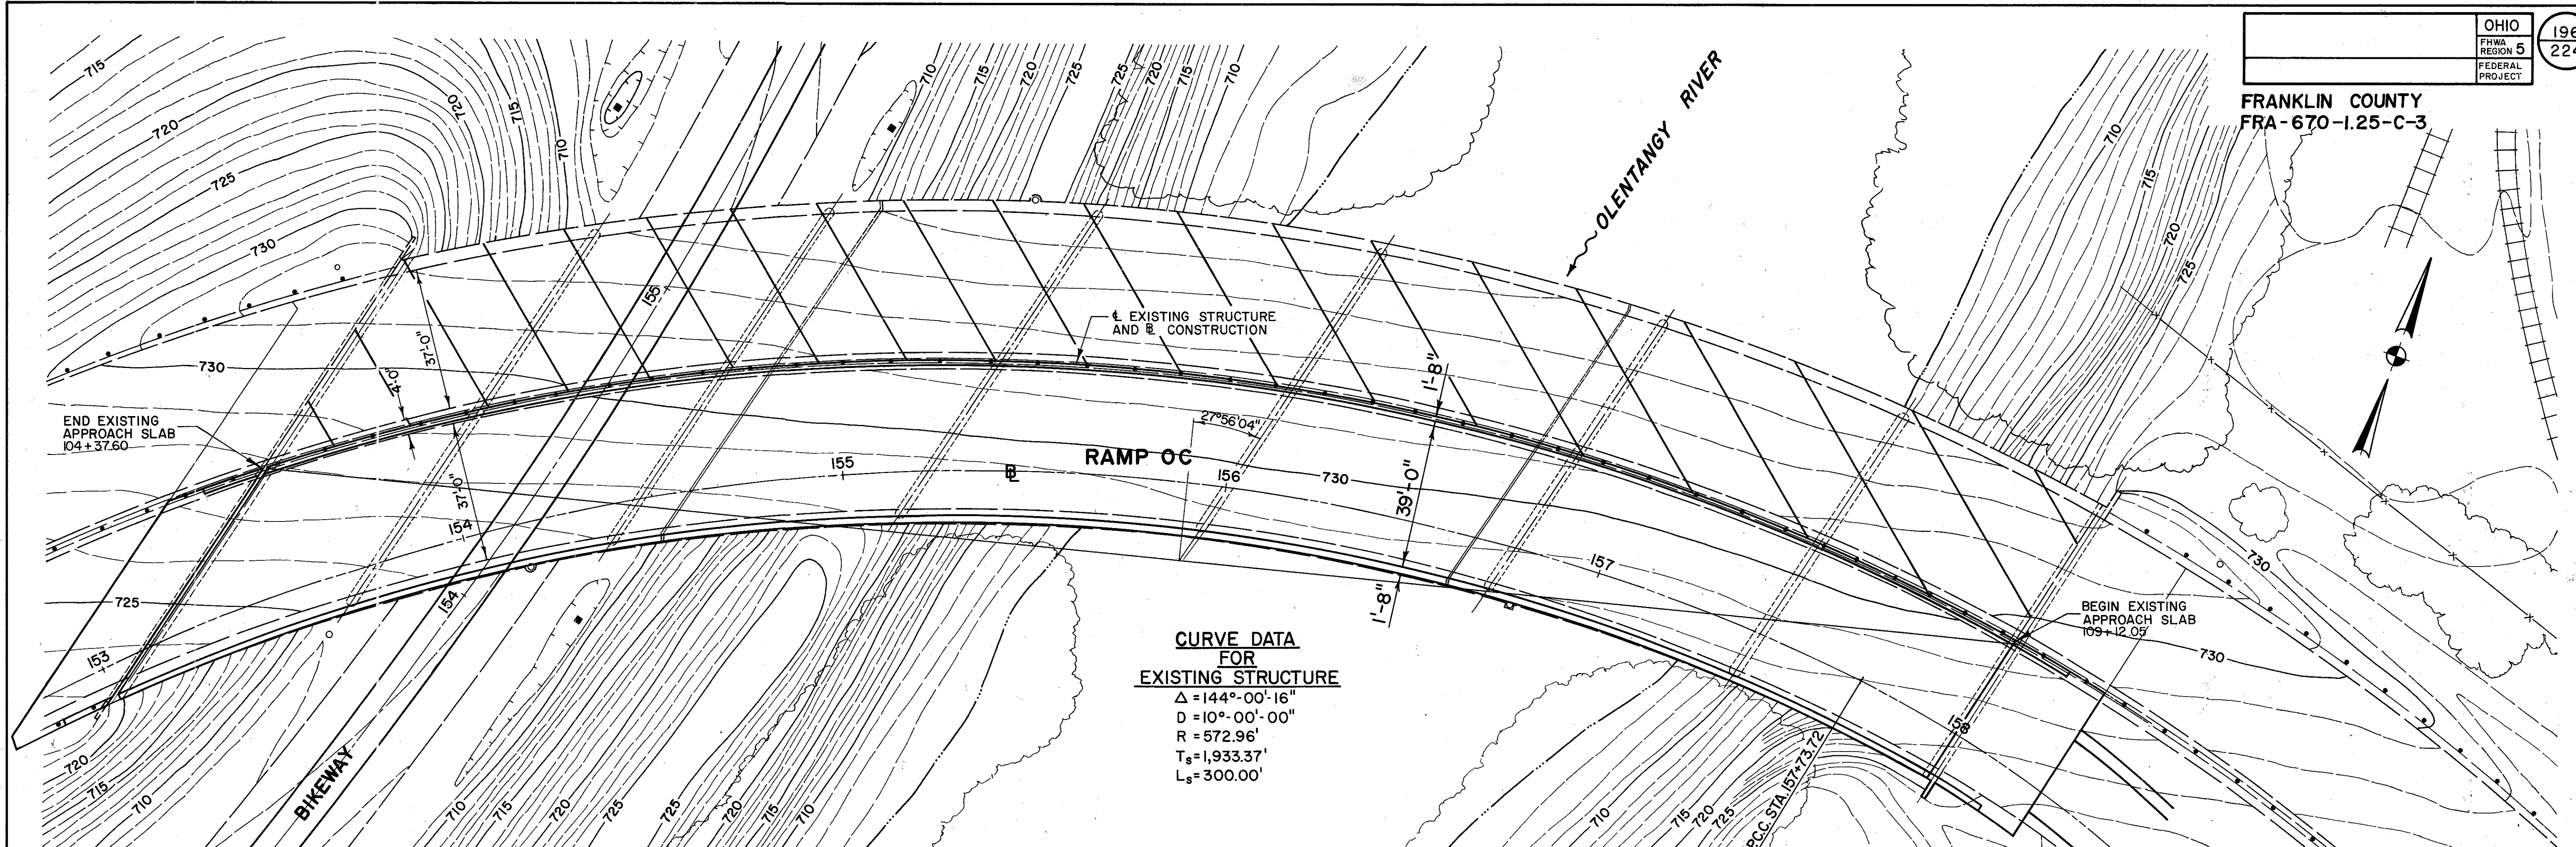 OHIO
FHWA REGION 5
FEDERAL PROJECT
196
224
FRANKLIN COUNTY
FRA-670-1.25-C-3
715
720
725
730
720
715
710
710
715
720
725
725
720
715
710
OLENTANGY RIVER
710
715
720
725
155
℄ EXISTING STRUCTURE
AND B̲L̲ CONSTRUCTION
730
37'-0"
4'-0"
37'-0"
END EXISTING
APPROACH SLAB
104+37.60
27°56'04"
RAMP OC
BL
155
156
730
1'-8"
39'-0"
1'-8"
154
154
157
725
153
730
BEGIN EXISTING
APPROACH SLAB
109+12.05
730
158
CURVE DATA
FOR
EXISTING STRUCTURE
Δ = 144°-00'-16"
D = 10°-00'-00"
R = 572.96'
Ts = 1,933.37'
Ls = 300.00'
BIKEWAY
720
715
710
710
715
720
725
725
720
715
710
710
715
720
725
P.C.C. STA. 157+73.72